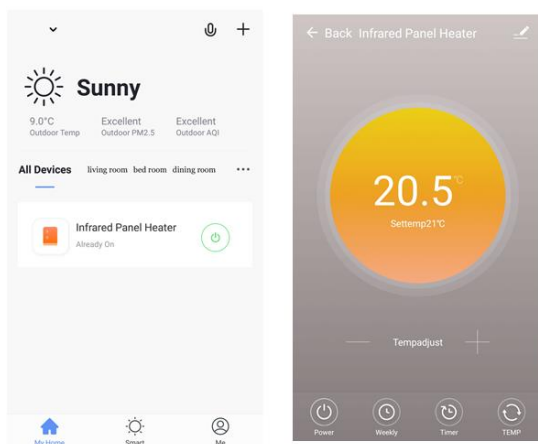 Sunny
9.0°C Excellent Excellent
Outdoor Temp Outdoor PM2.5 Outdoor AQI
All Devices living room bed room dining room ...
Infrared Panel Heater
Already On
My Home Smart Me
← Back Infrared Panel Heater
20.5°C
Settemp21℃
— Tempadjust +
Power Weekly Timer TEMP